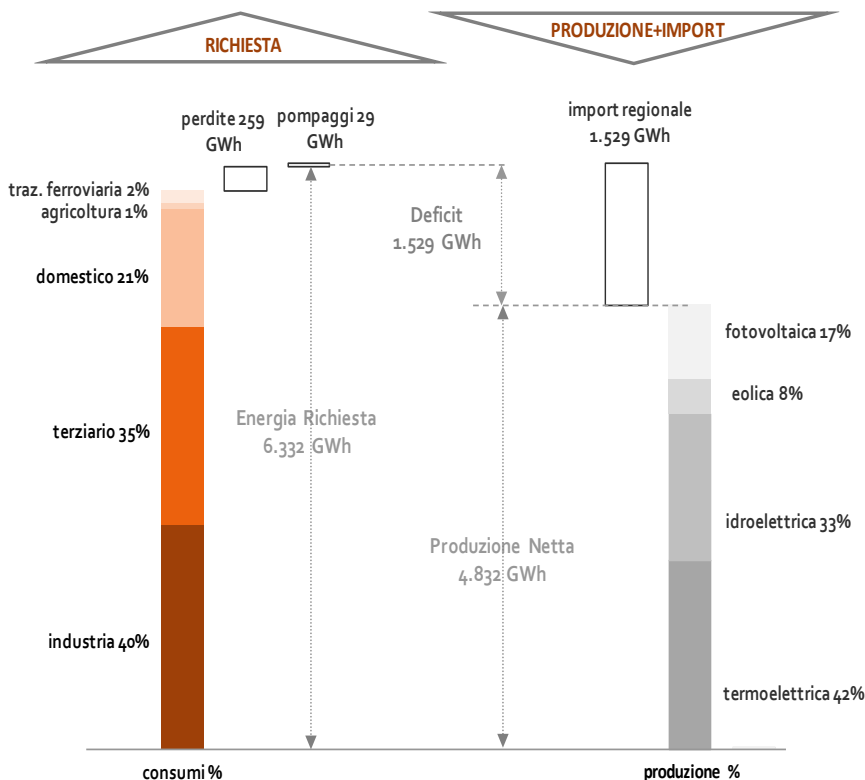 RICHIESTA
PRODUZIONE+IMPORT
perdite 259
GWh
pompaggi 29
GWh
import regionale
1.529 GWh
traz. ferroviaria 2%
agricoltura 1%
domestico 21%
terziario 35%
industria 40%
Deficit
1.529 GWh
Energia Richiesta
6.332 GWh
Produzione Netta
4.832 GWh
fotovoltaica 17%
eolica 8%
idroelettrica 33%
termoelettrica 42%
consumi %
produzione %